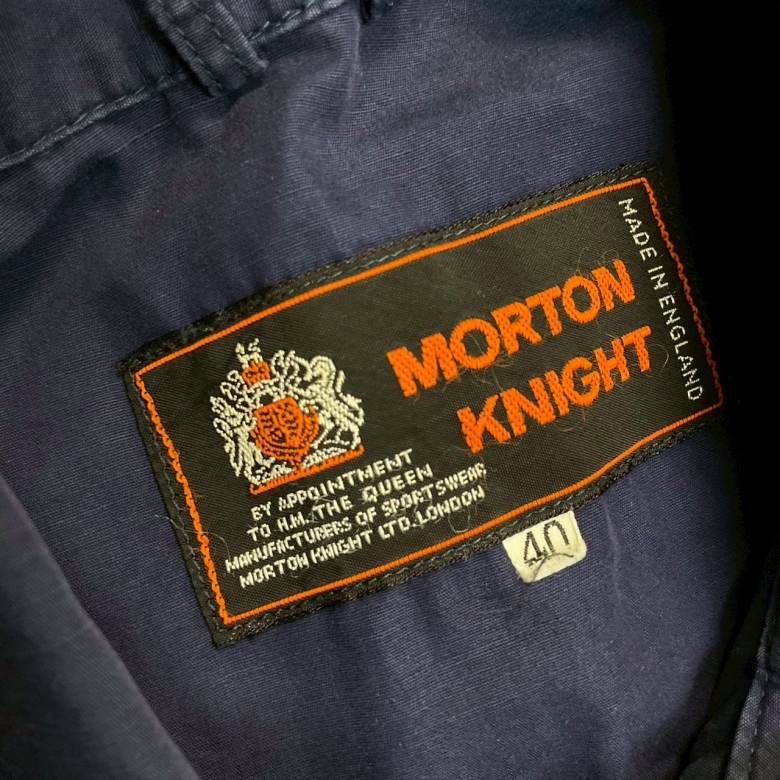 MORTON
KNIGHT
MADE IN ENGLAND
BY APPOINTMENT
TO H.M. THE QUEEN
MANUFACTURERS OF SPORTSWEAR
MORTON KNIGHT LTD. LONDON
40